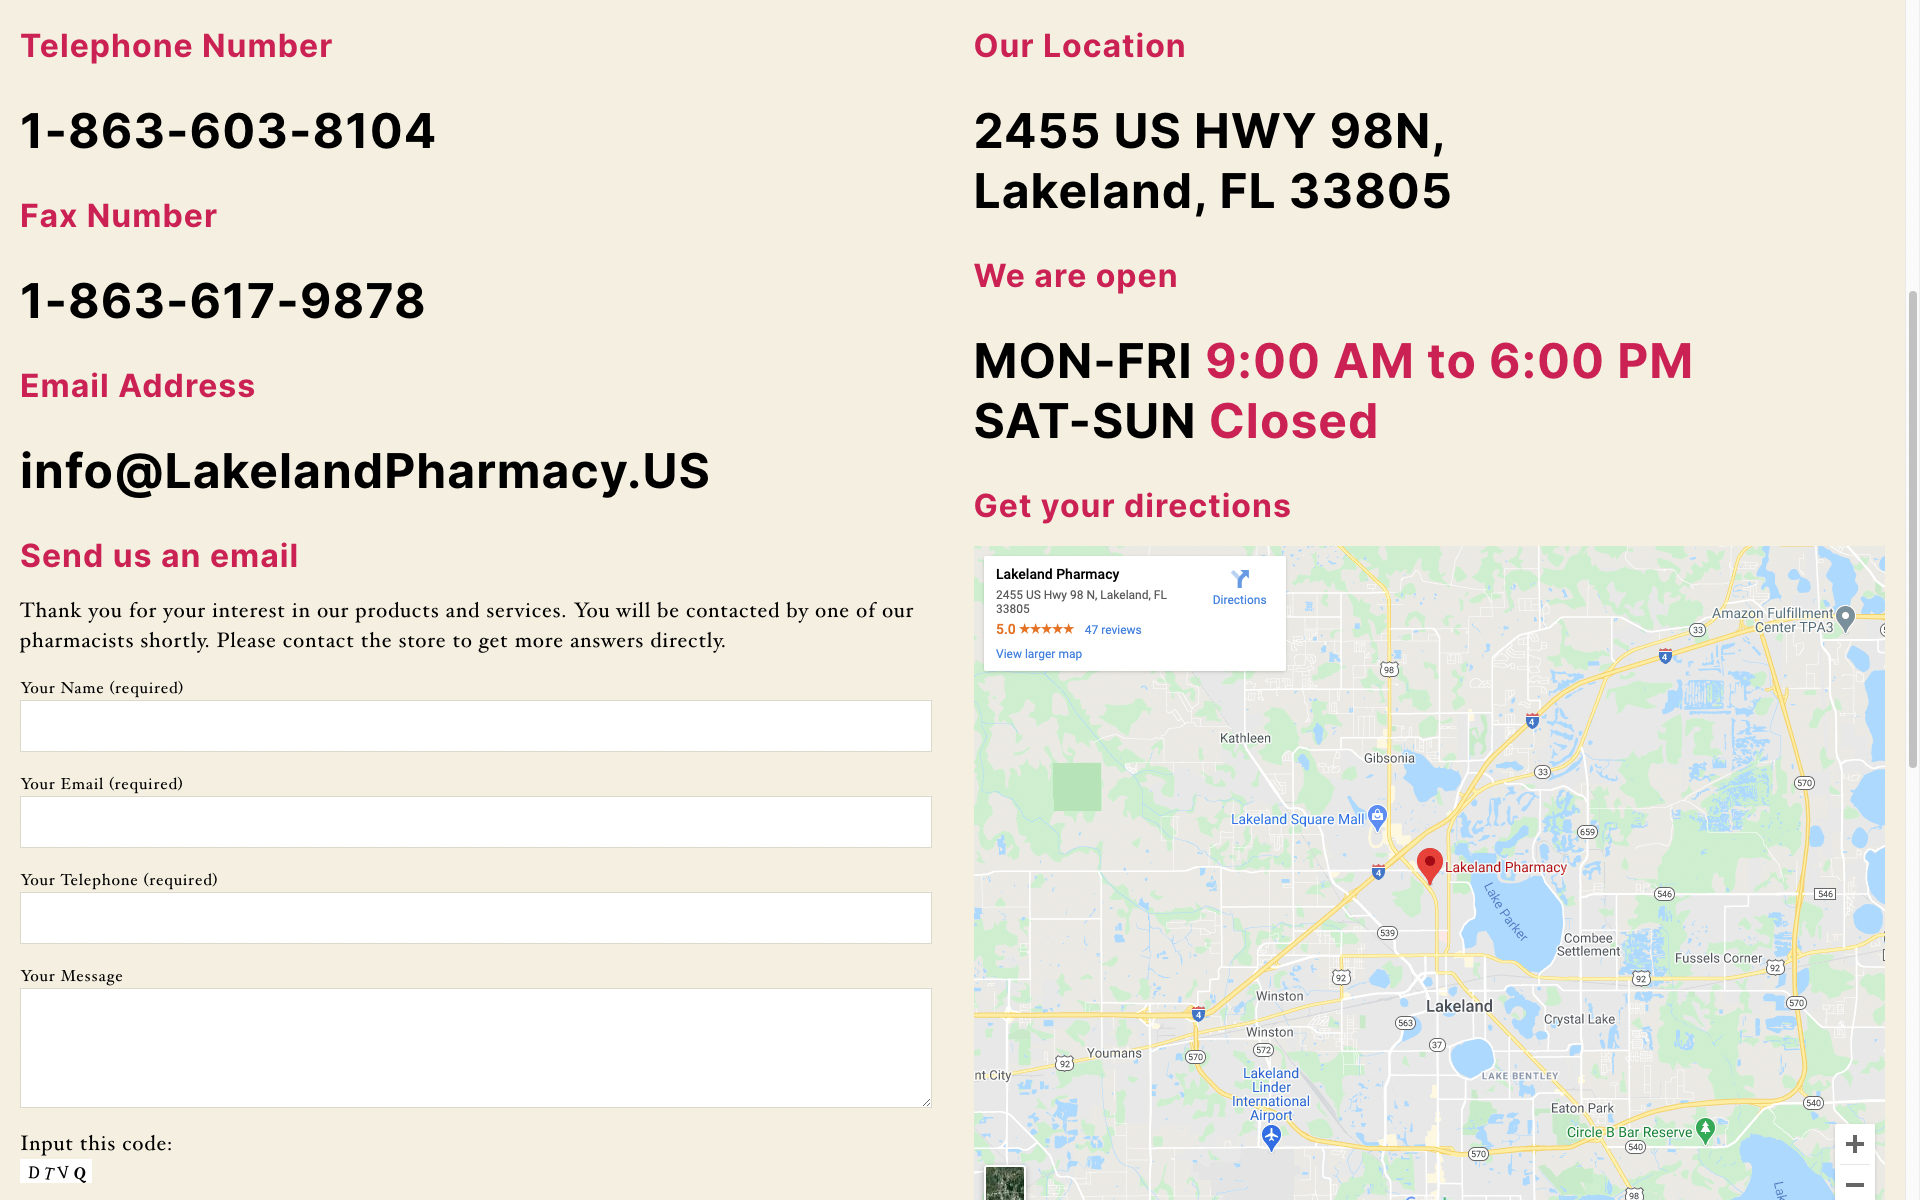 Telephone Number
1-863-603-8104
Fax Number
1-863-617-9878
Email Address
info@LakelandPharmacy.US
Send us an email
Thank you for your interest in our products and services. You will be contacted by one of our
pharmacists shortly. Please contact the store to get more answers directly.
Your Name (required)
Your Email (required)
Your Telephone (required)
Your Message
Input this code:
DTVQ
Our Location
2455 US HWY 98N,
Lakeland, FL 33805
We are open
MON-FRI 9:00 AM to 6:00 PM
SAT-SUN Closed
Get your directions
Lakeland Pharmacy
2455 US Hwy 98 N, Lakeland, FL
33805
Directions
5.0 ★★★★★ 47 reviews
View larger map
Amazon Fulfillment
Center TPA3
33
4
98
4
Kathleen
Gibsonia
33
570
Lakeland Square Mall
659
4
Lakeland Pharmacy
Lake Parker
546
546
539
Combee
Settlement
Fussels Corner
92
92
92
Winston
Lakeland
570
4
563
Crystal Lake
Winston
572
37
Youmans
570
92
nt City
LAKE BENTLEY
Lakeland
Linder
International
Airport
Eaton Park
540
Circle B Bar Reserve
540
570
98